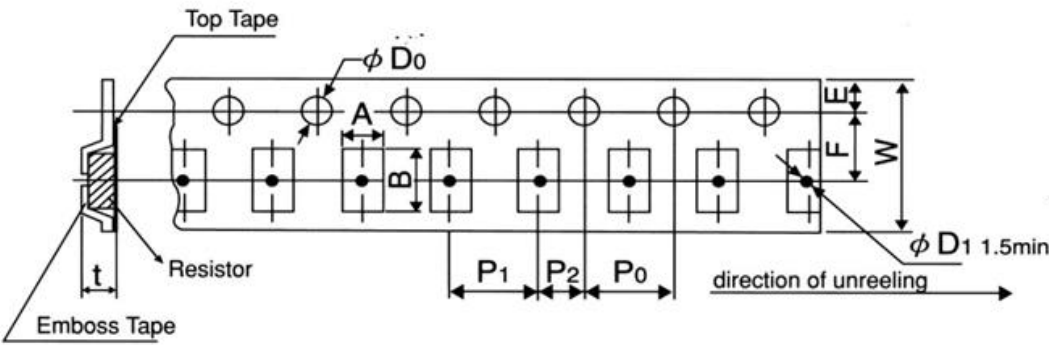 Top Tape
ϕ D0
A
B
E
F
W
ϕ D1 1.5min
P1
P2
P0
direction of unreeling
Resistor
t
Emboss Tape